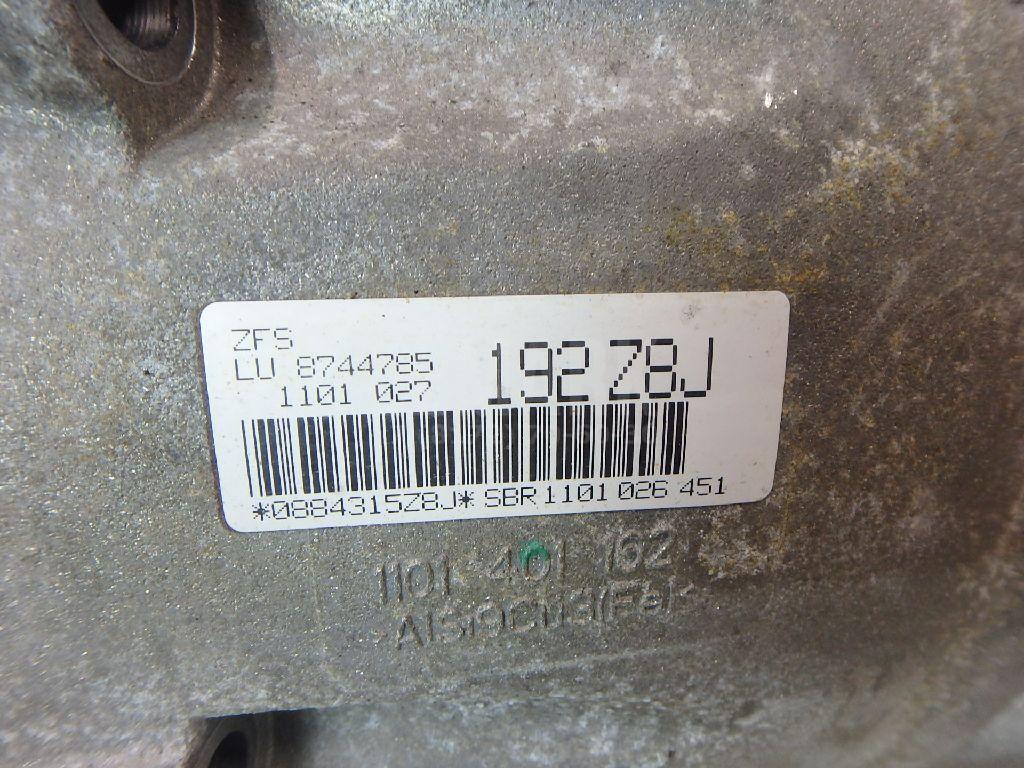 ZFS
LU 8744785 192 Z8J
1101 027
*0884315Z8J* SBR 1101 026 451
1101 401 162
>AlSi9Cu3(Fe)<